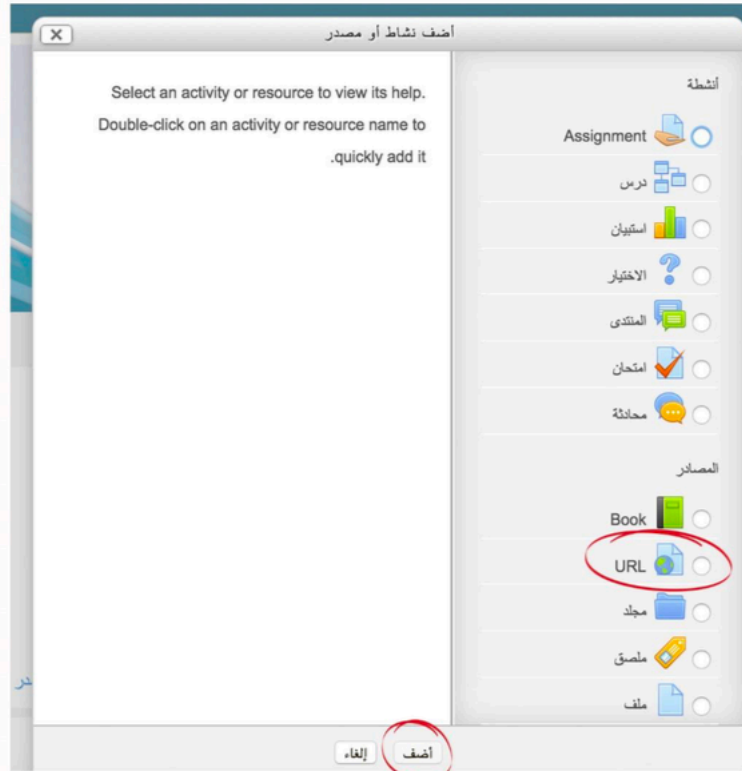 أضف نشاط أو مصدر
Select an activity or resource to view its help.
Double-click on an activity or resource name to
.quickly add it
أنشطة
Assignment
درس
استبيان
الاختيار
المنتدى
امتحان
محادثة
المصادر
Book
URL
مجلد
ملصق
ملف
أضف
إلغاء
در